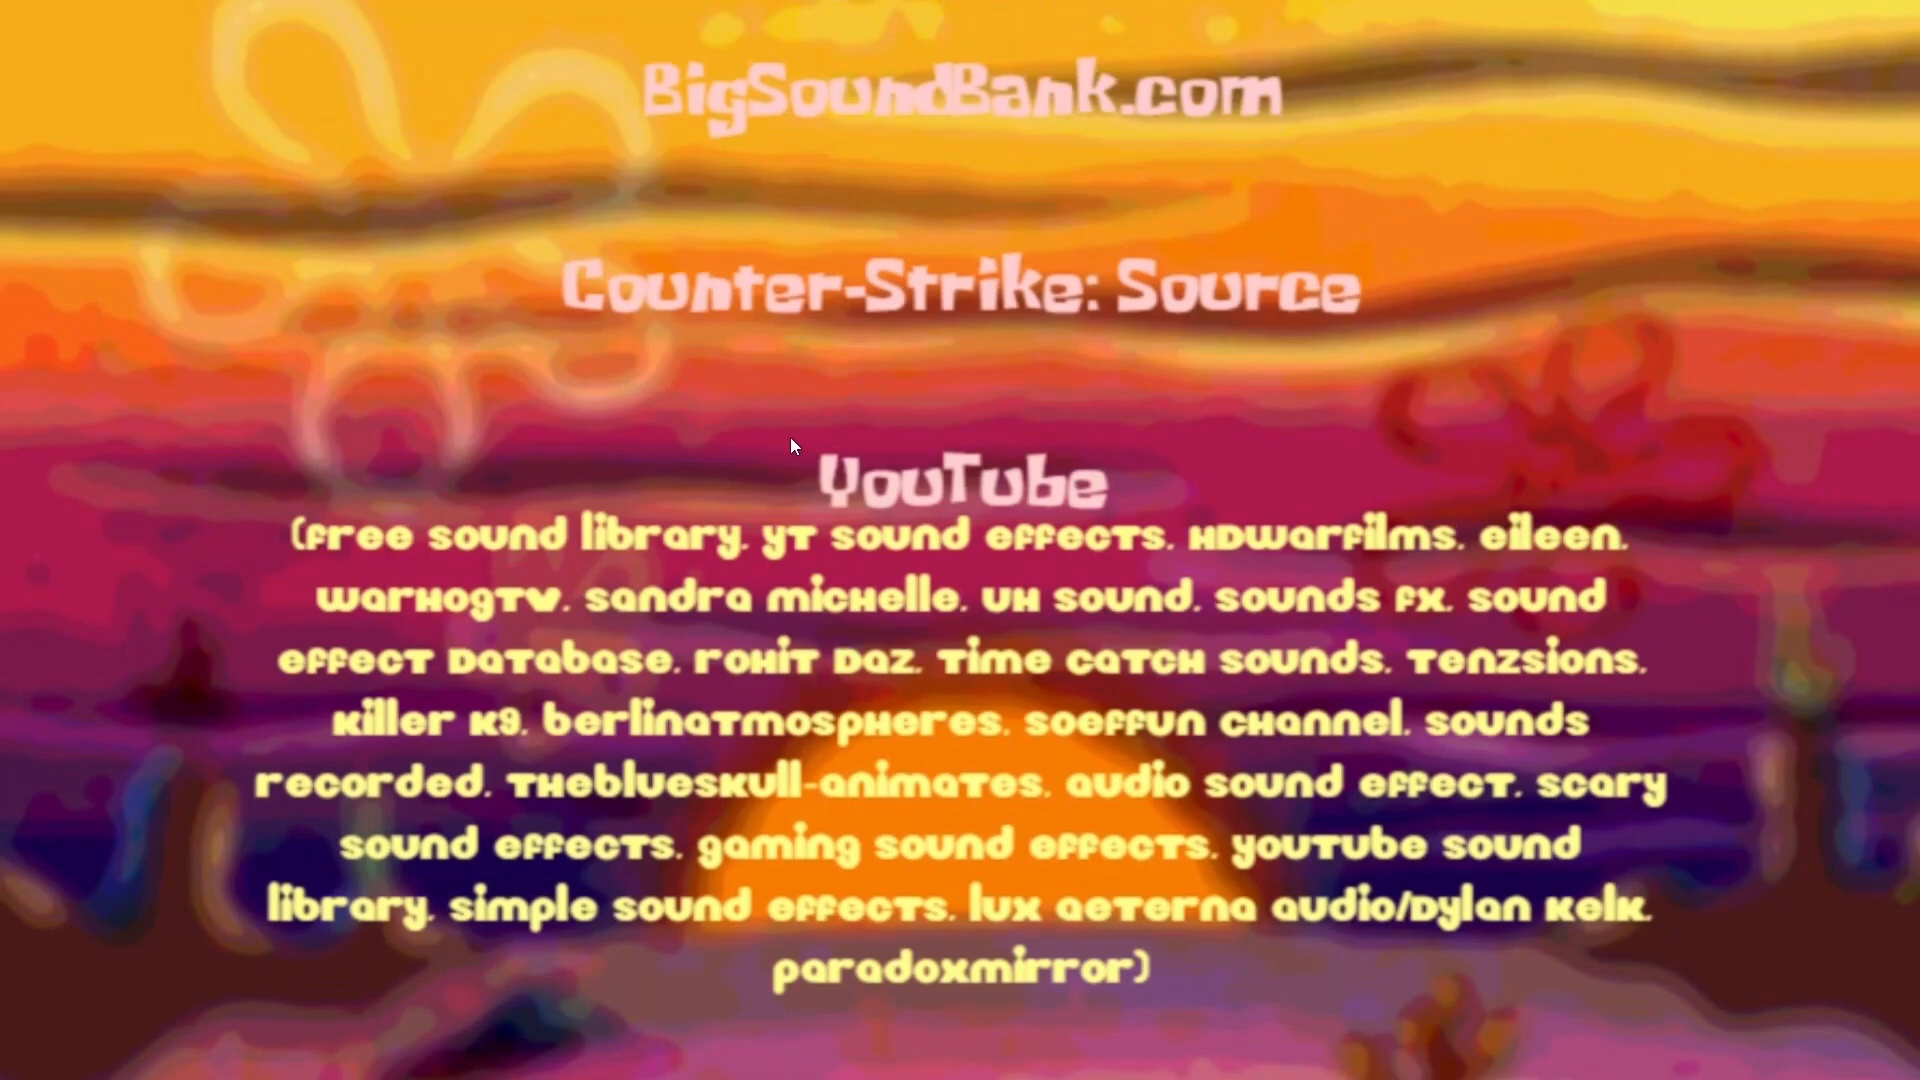 BigSoundBank.com
Counter-Strike: Source
YouTube
(free sound library, yt sound effects, hdwarfilms, eileen,
warhogtv, sandra michelle, uh sound, sounds fx, sound
effect database, rohit daz, time catch sounds, tenzsions,
killer k9, berlinatmospheres, soeffun channel, sounds
recorded, theblueskull-animates, audio sound effect, scary
sound effects, gaming sound effects, youtube sound
library, simple sound effects, lux aeterna audio/dylan kelk,
paradoxmirror)